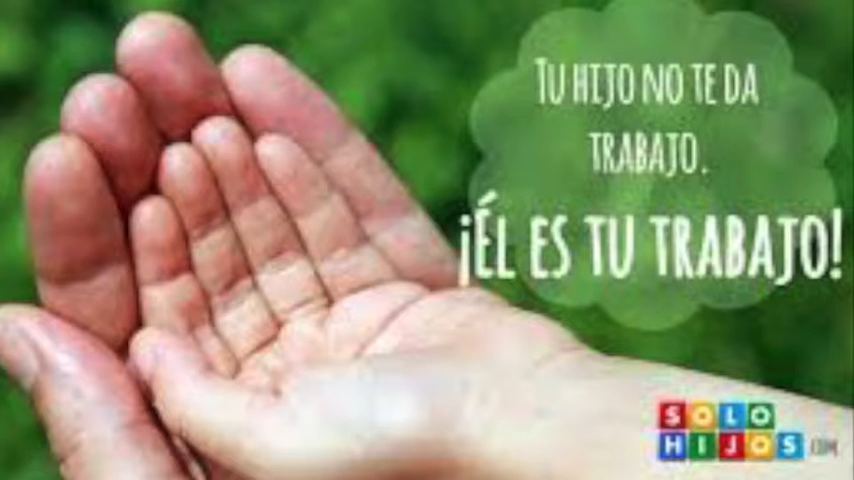 TU HIJO NO TE DA
TRABAJO.
¡ÉL ES TU TRABAJO!
SOLO
HIJOS.COM